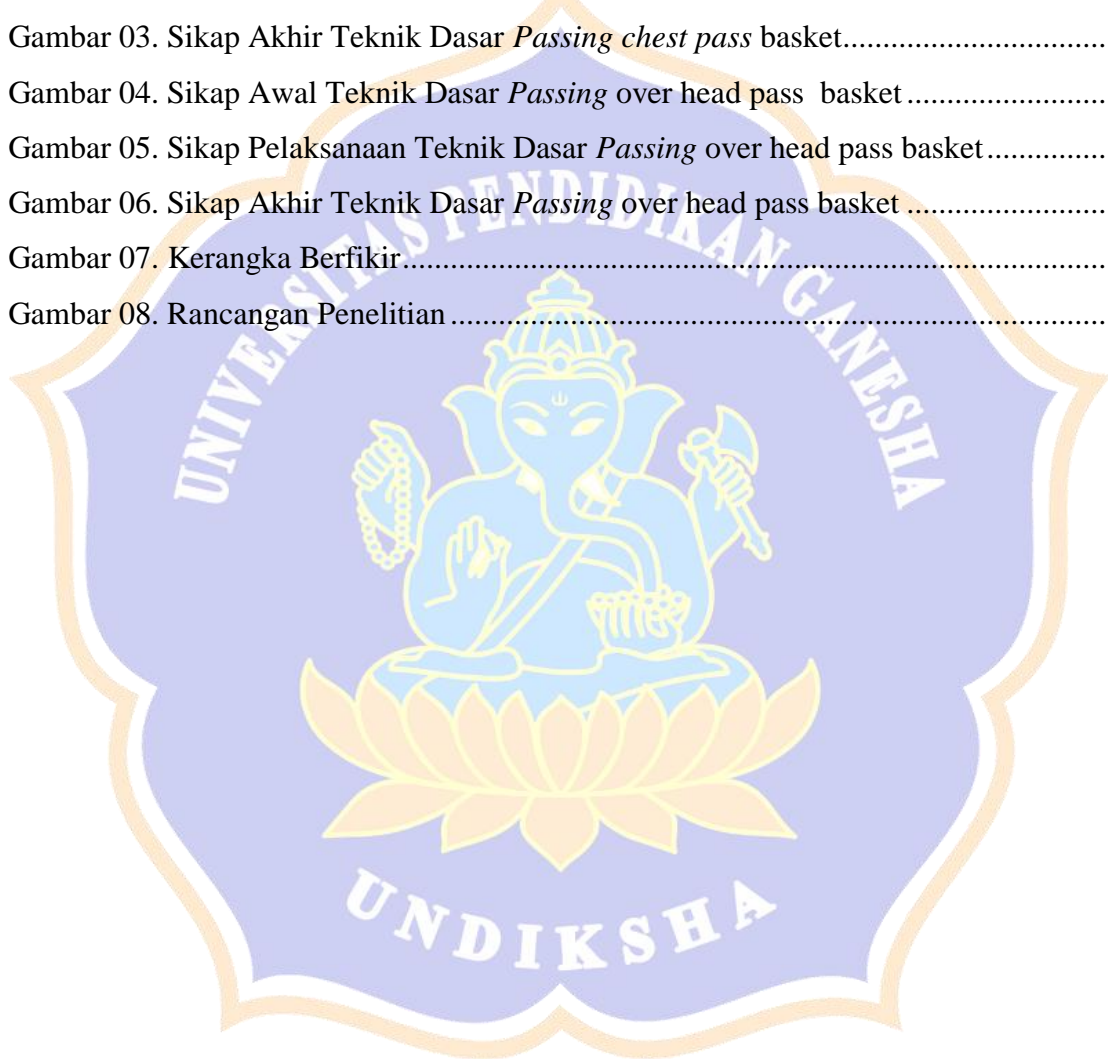 Gambar 03. Sikap Akhir Teknik Dasar Passing chest pass basket...............................
Gambar 04. Sikap Awal Teknik Dasar Passing over head pass  basket .......................
Gambar 05. Sikap Pelaksanaan Teknik Dasar Passing over head pass basket..............
Gambar 06. Sikap Akhir Teknik Dasar Passing over head pass basket .......................
Gambar 07. Kerangka Berfikir...................................................................................
Gambar 08. Rancangan Penelitian .............................................................................
UNIVERSITAS PENDIDIKAN GANESHA
UNDIKSHA